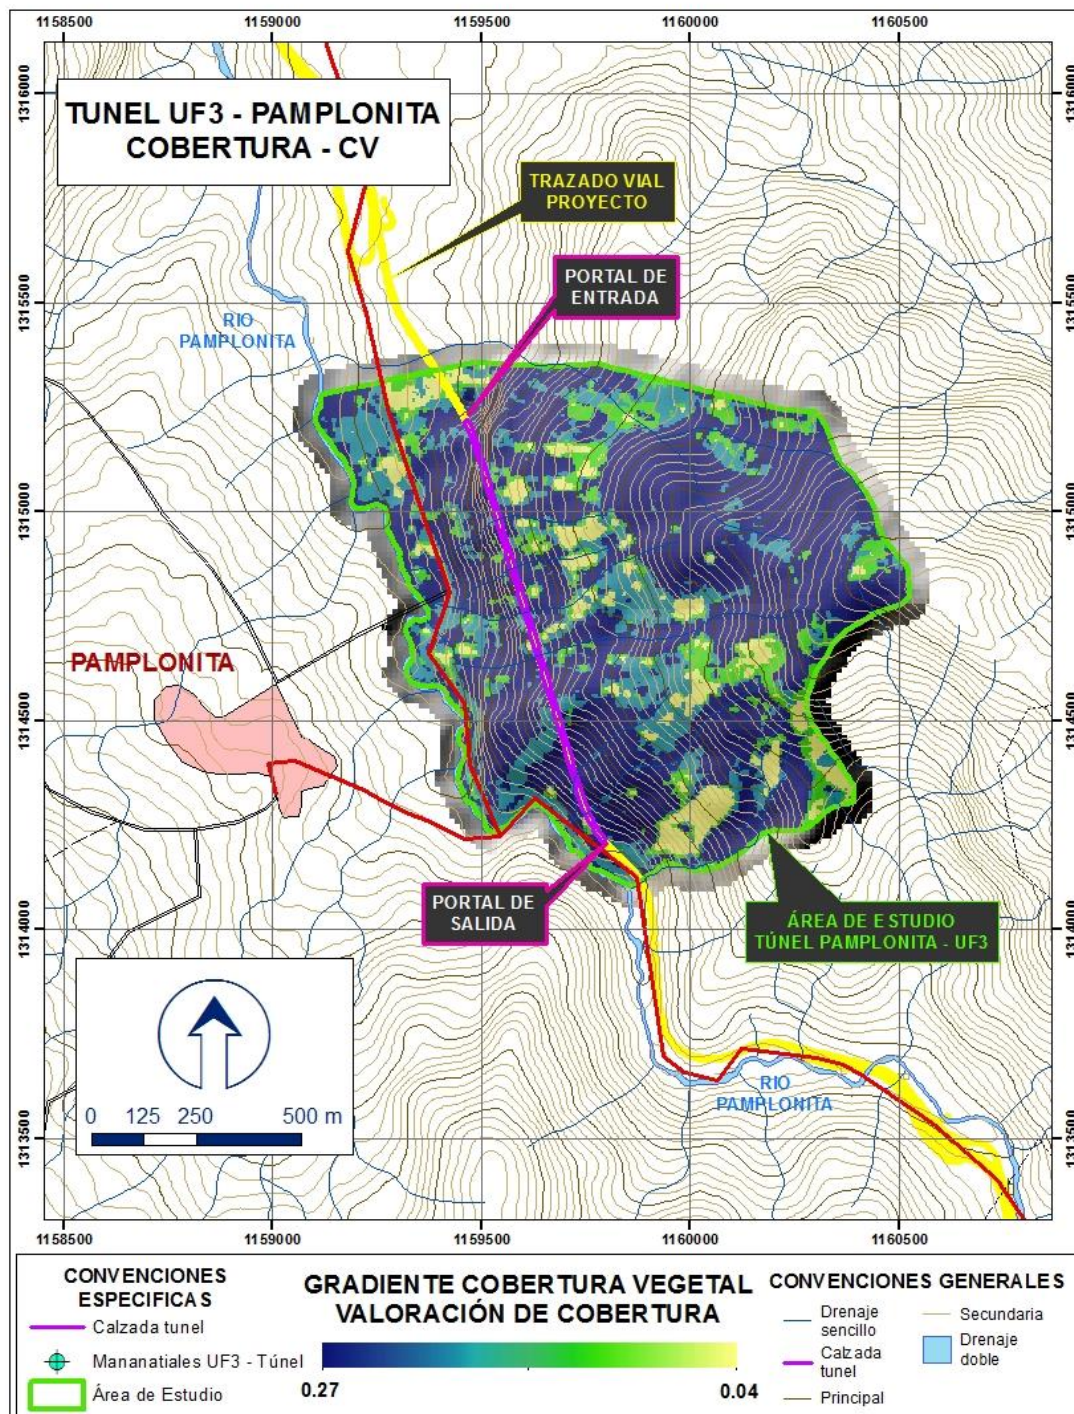 1158500 1159000 1159500 1160000 1160500
1316000 1316000
TUNEL UF3 - PAMPLONITA
COBERTURA - CV
TRAZADO VIAL
PROYECTO
PORTAL DE
ENTRADA
1315500 1315500
RIO
PAMPLONITA
1315000 1315000
PAMPLONITA
1314500 1314500
PORTAL DE
SALIDA
ÁREA DE ESTUDIO
TÚNEL PAMPLONITA - UF3
1314000 1314000
RIO
PAMPLONITA
0 125 250 500 m
1313500 1313500
1158500 1159000 1159500 1160000 1160500
CONVENCIONES
ESPECIFICAS
Calzada tunel
Mananatiales UF3 - Túnel
Área de Estudio
GRADIENTE COBERTURA VEGETAL
VALORACIÓN DE COBERTURA
0.27 0.04
CONVENCIONES GENERALES
Drenaje
sencillo
Calzada
tunel
Principal
Secundaria
Drenaje
doble